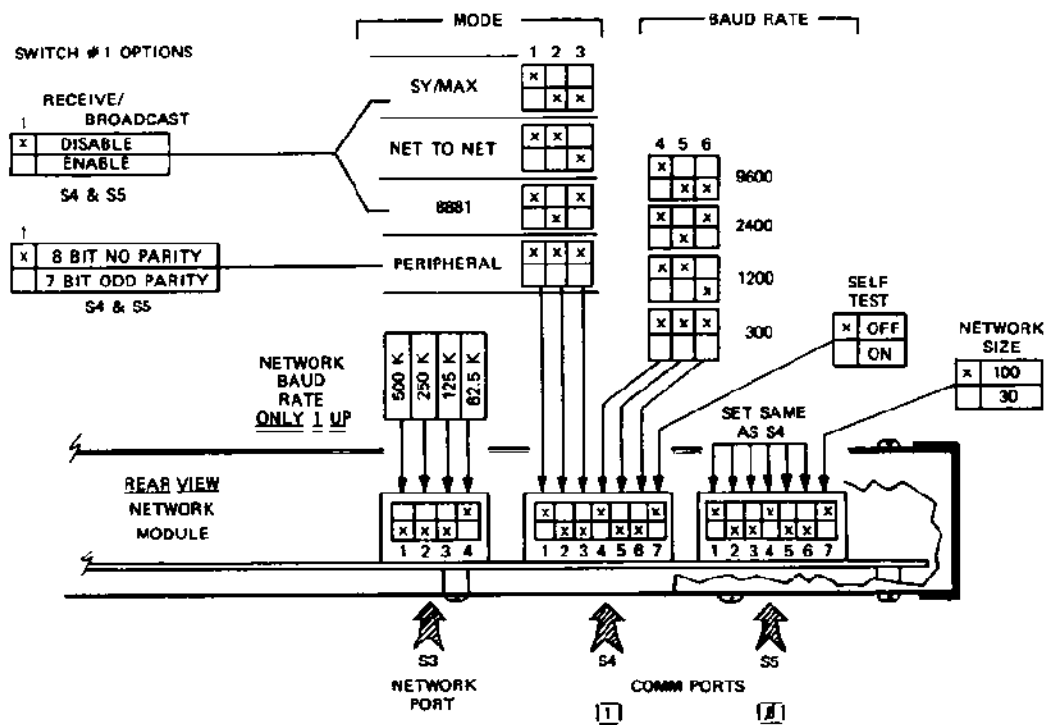 MODE
BAUD RATE
SWITCH #1 OPTIONS
1 2 3
SY/MAX
x
x x
RECEIVE/
BROADCAST
1
x DISABLE
ENABLE
S4 & S5
NET TO NET
x x
x
4 5 6
x
x x
9600
8881
x x
x
x x
x
2400
1
x 8 BIT NO PARITY
7 BIT ODD PARITY
S4 & S5
PERIPHERAL
x x x
x x
x
1200
x x x
300
SELF
TEST
x OFF
ON
NETWORK
SIZE
x 100
30
NETWORK
BAUD
RATE
ONLY 1 UP
500 K
250 K
125 K
62.5 K
SET SAME
AS S4
REAR VIEW
NETWORK
MODULE
x
x x x
1 2 3 4
x x x
x x x x
1 2 3 4 5 6 7
x x x
x x x x
1 2 3 4 5 6 7
S3
NETWORK
PORT
S4
S5
COMM PORTS
1
0